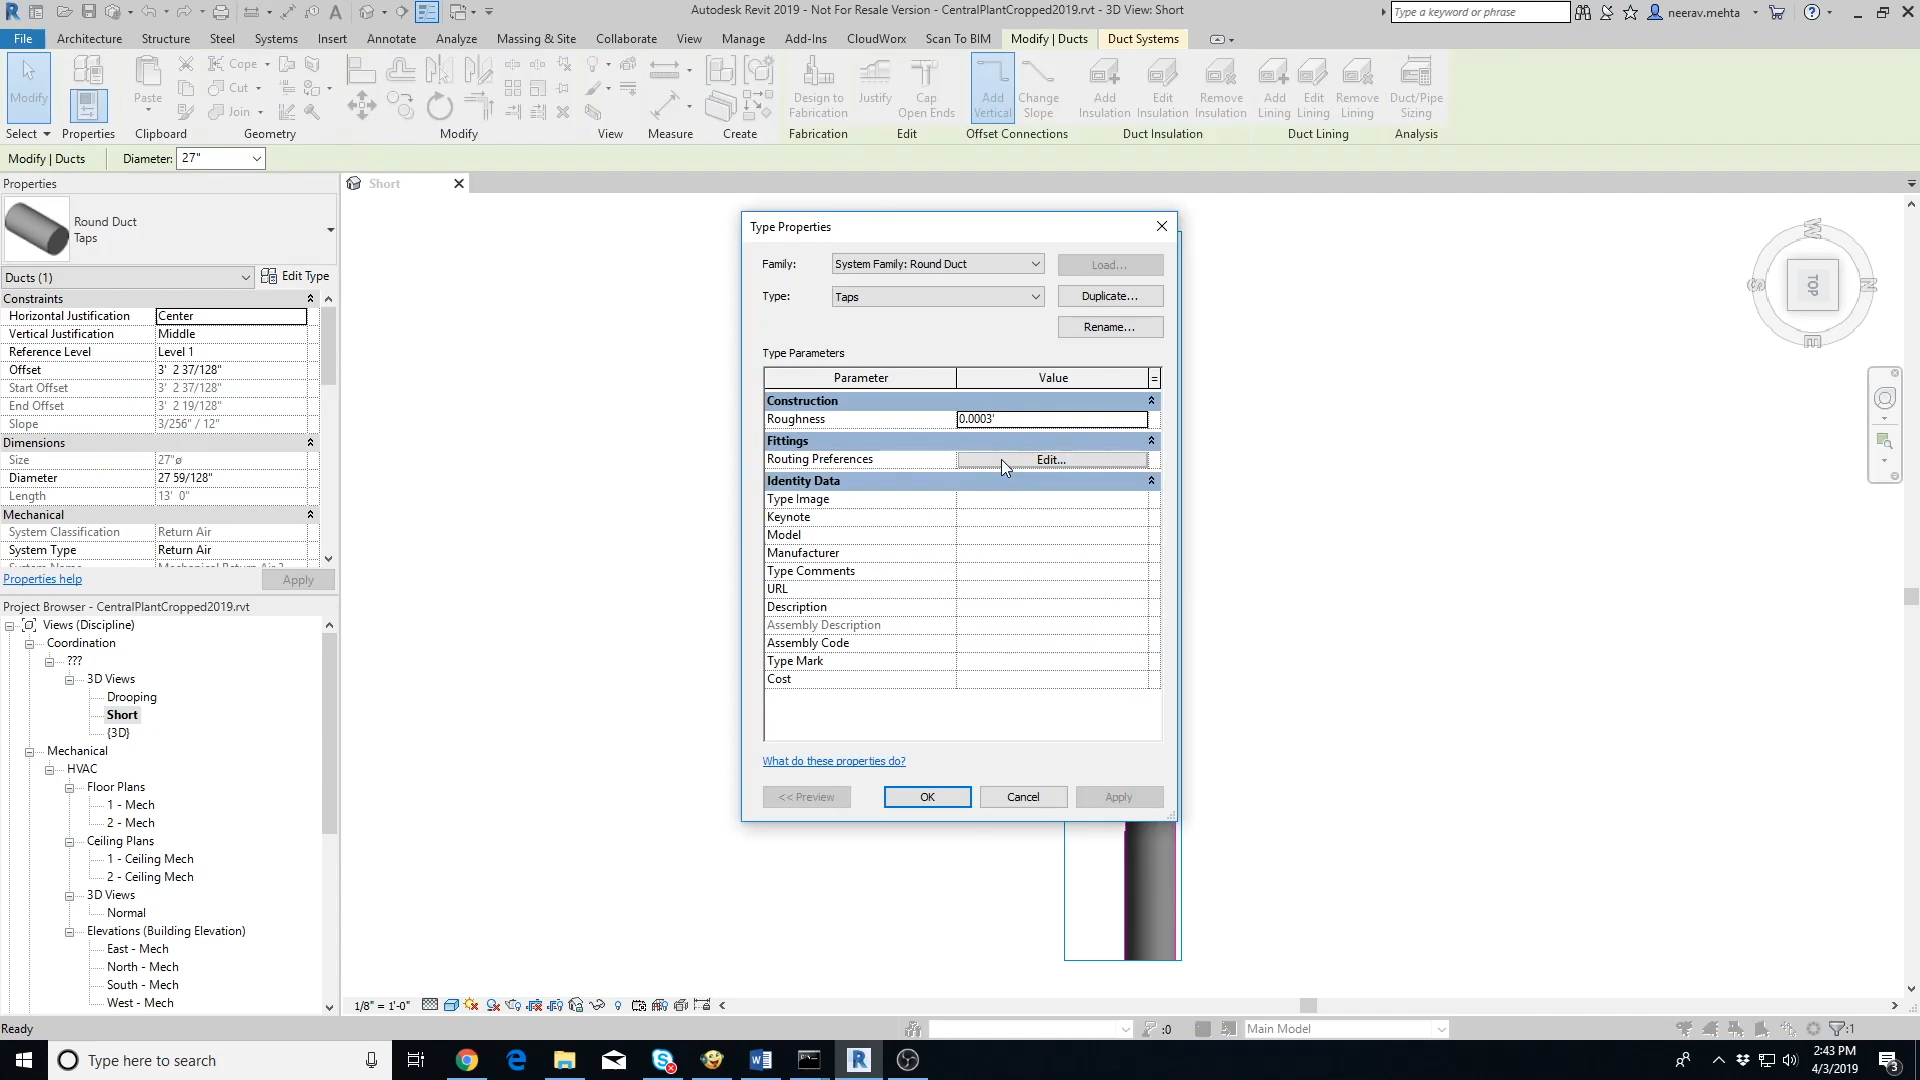 Autodesk Revit 2019 - Not For Resale Version - CentralPlantCropped2019.rvt - 3D View: Short
Type a keyword or phrase
neerav.mehta
File Architecture Structure Steel Systems Insert Annotate Analyze Massing & Site Collaborate View Manage Add-Ins CloudWorx Scan To BIM Modify | Ducts Duct Systems
Modify
Paste
Cope
Cut
Join
Design to Fabrication
Justify
Cap Open Ends
Add Vertical
Change Slope
Add Insulation
Edit Insulation
Remove Insulation
Add Lining
Edit Lining
Remove Lining
Duct/Pipe Sizing
Select Properties Clipboard Geometry Modify View Measure Create Fabrication Edit Offset Connections Duct Insulation Duct Lining Analysis
Modify | Ducts Diameter: 27"
Properties
Short
Round Duct
Taps
Ducts (1) Edit Type
Constraints
Horizontal Justification Center
Vertical Justification Middle
Reference Level Level 1
Offset 3' 2 37/128"
Start Offset 3' 2 37/128"
End Offset 3' 2 19/128"
Slope 3/256" / 12"
Dimensions
Size 27"ø
Diameter 27 59/128"
Length 13' 0"
Mechanical
System Classification Return Air
System Type Return Air
Properties help Apply
Project Browser - CentralPlantCropped2019.rvt
Views (Discipline)
Coordination
???
3D Views
Drooping
Short
{3D}
Mechanical
HVAC
Floor Plans
1 - Mech
2 - Mech
Ceiling Plans
1 - Ceiling Mech
2 - Ceiling Mech
3D Views
Normal
Elevations (Building Elevation)
East - Mech
North - Mech
South - Mech
West - Mech
Type Properties
Family: System Family: Round Duct Load...
Type: Taps Duplicate...
Rename...
Type Parameters
Parameter Value =
Construction
Roughness 0.0003'
Fittings
Routing Preferences Edit...
Identity Data
Type Image
Keynote
Model
Manufacturer
Type Comments
URL
Description
Assembly Description
Assembly Code
Type Mark
Cost
What do these properties do?
<< Preview OK Cancel Apply
W
S TOP N
E
1/8" = 1'-0"
Ready :0 Main Model :1
Type here to search
2:43 PM
4/3/2019
3